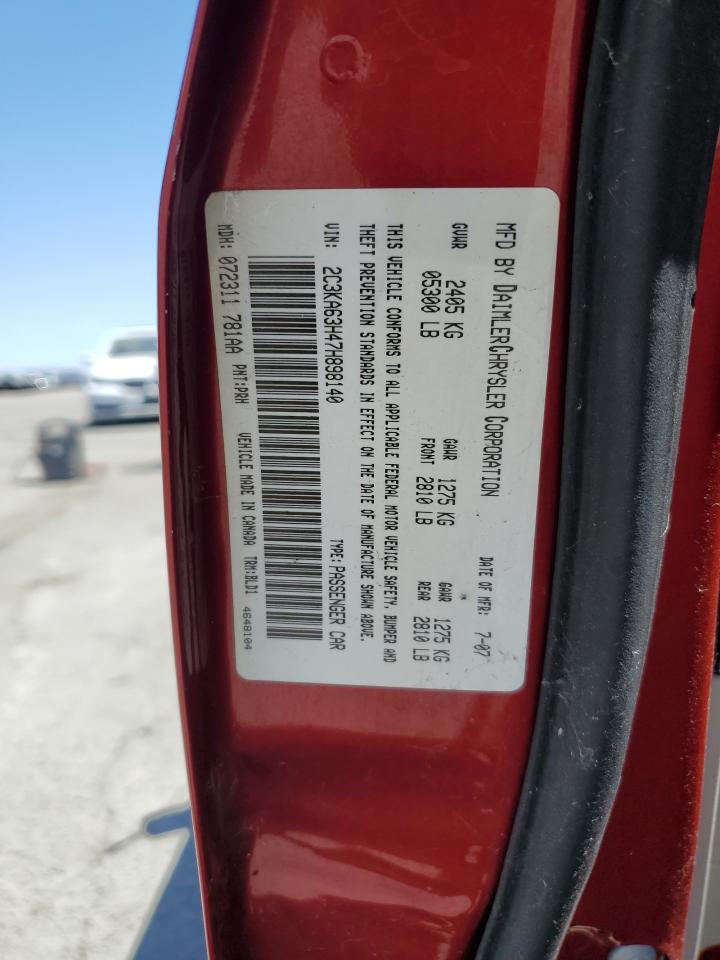 MFD BY DAIMLERCHRYSLER CORPORATION DATE OF MFR: 7-07
GVWR 2405 KG 05300 LB GAWR FRONT 1275 KG 2810 LB GAWR REAR 1275 KG 2810 LB
THIS VEHICLE CONFORMS TO ALL APPLICABLE FEDERAL MOTOR VEHICLE SAFETY, BUMPER AND
THEFT PREVENTION STANDARDS IN EFFECT ON THE DATE OF MANUFACTURE SHOWN ABOVE.
VIN: 2C3KA63H47H898140 TYPE: PASSENGER CAR
MDH: 072311 781AA PNT:PRH VEHICLE MADE IN CANADA TRM:BLD1 4648104